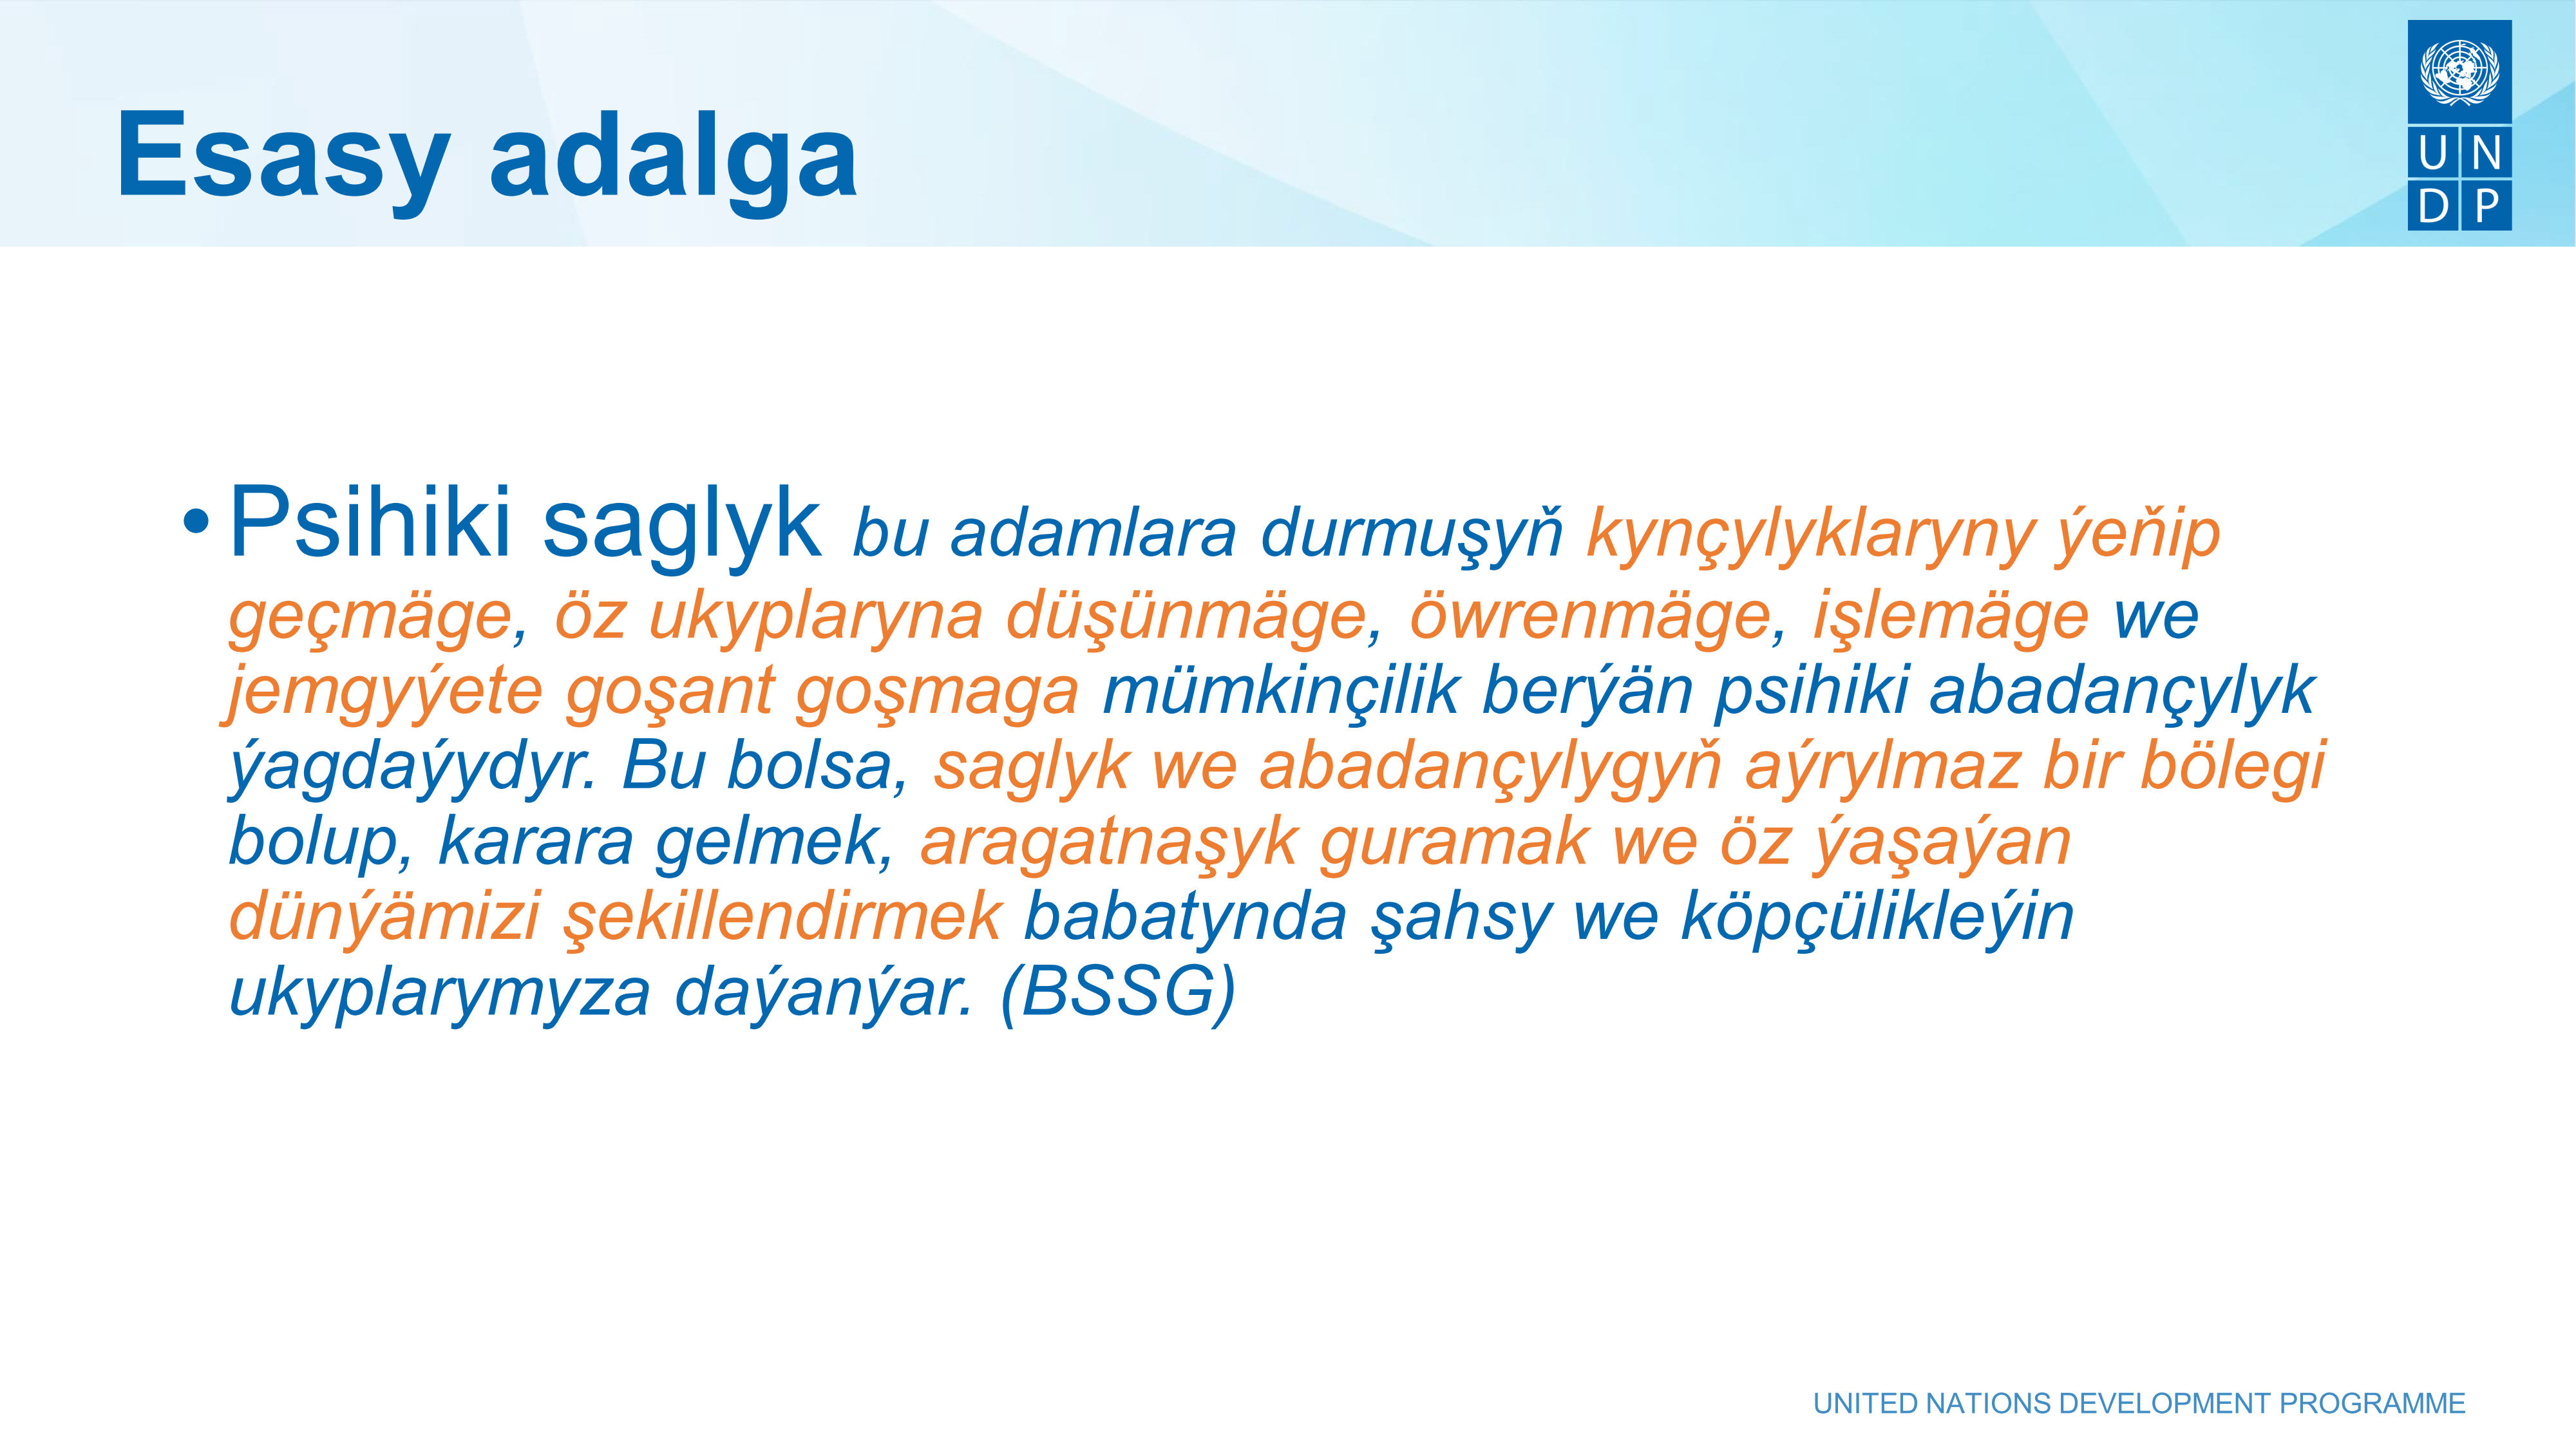 Esasy adalga
U N
D P
• Psihiki saglyk bu adamlara durmuşyň kynçylyklaryny ýeňip
geçmäge, öz ukyplaryna düşünmäge, öwrenmäge, işlemäge we
jemgyýete goşant goşmaga mümkinçilik berýän psihiki abadançylyk
ýagdaýydyr. Bu bolsa, saglyk we abadançylygyň aýrylmaz bir bölegi
bolup, karara gelmek, aragatnaşyk guramak we öz ýaşaýan
dünýämizi şekillendirmek babatynda şahsy we köpçülikleýin
ukyplarymyza daýanýar. (BSSG)
UNITED NATIONS DEVELOPMENT PROGRAMME